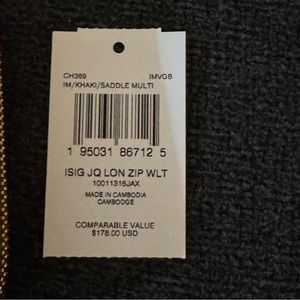 CH389 IMVGB
IM/KHAKI/SADDLE MULTI
1 95031 86712 5
ISIG JQ LON ZIP WLT
10011316JAX
MADE IN CAMBODIA
CAMBODGE
COMPARABLE VALUE
$178.00 USD